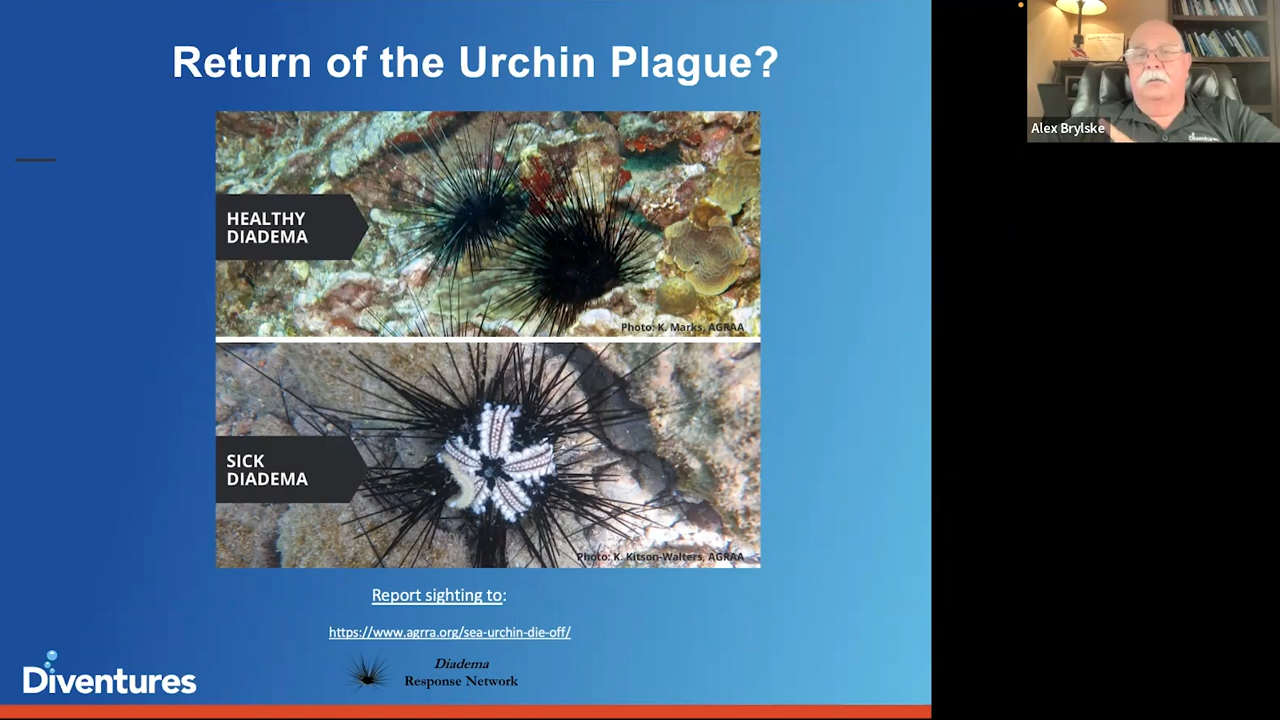 Return of the Urchin Plague?
HEALTHY
DIADEMA
Photo: K. Marks, AGRAA
SICK
DIADEMA
Photo: K. Kitson-Walters, AGRAA
Report sighting to:
https://www.agrra.org/sea-urchin-die-off/
Diadema
Response Network
Diventures
Alex Brylske
Diventures